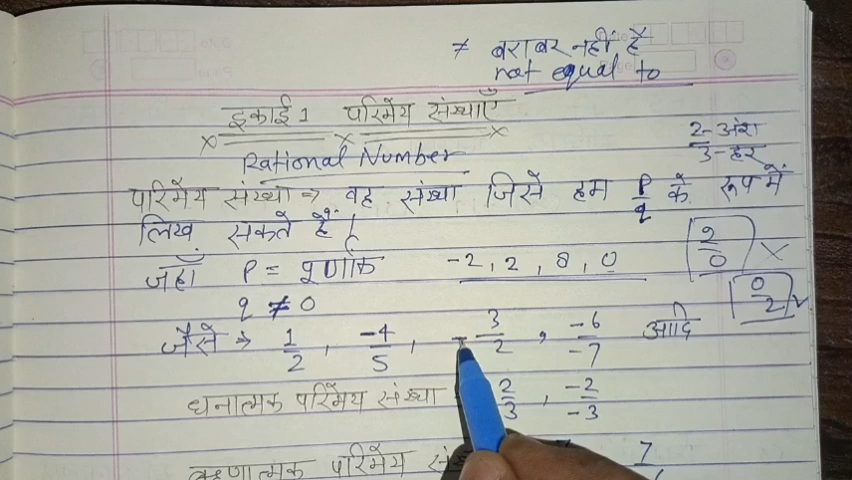 ≠ बराबर नहीं है
not equal to
इकाई 1 परिमेय संख्याएँ
Rational Number
2-अंश
3-हर
परिमेय संख्या ⇒ वह संख्या जिसे हम p/q के रूप में
लिख सकते है।
जहाँ p = पूर्णांक -2, 2, 8, 0
2/0 ×
q ≠ 0
0/2 ✓
जैसे ⇒ 1/2, -4/5, -3/2, -6/-7 आदि
धनात्मक परिमेय संख्या 2/3, -2/-3
ऋणात्मक परिमेय 7